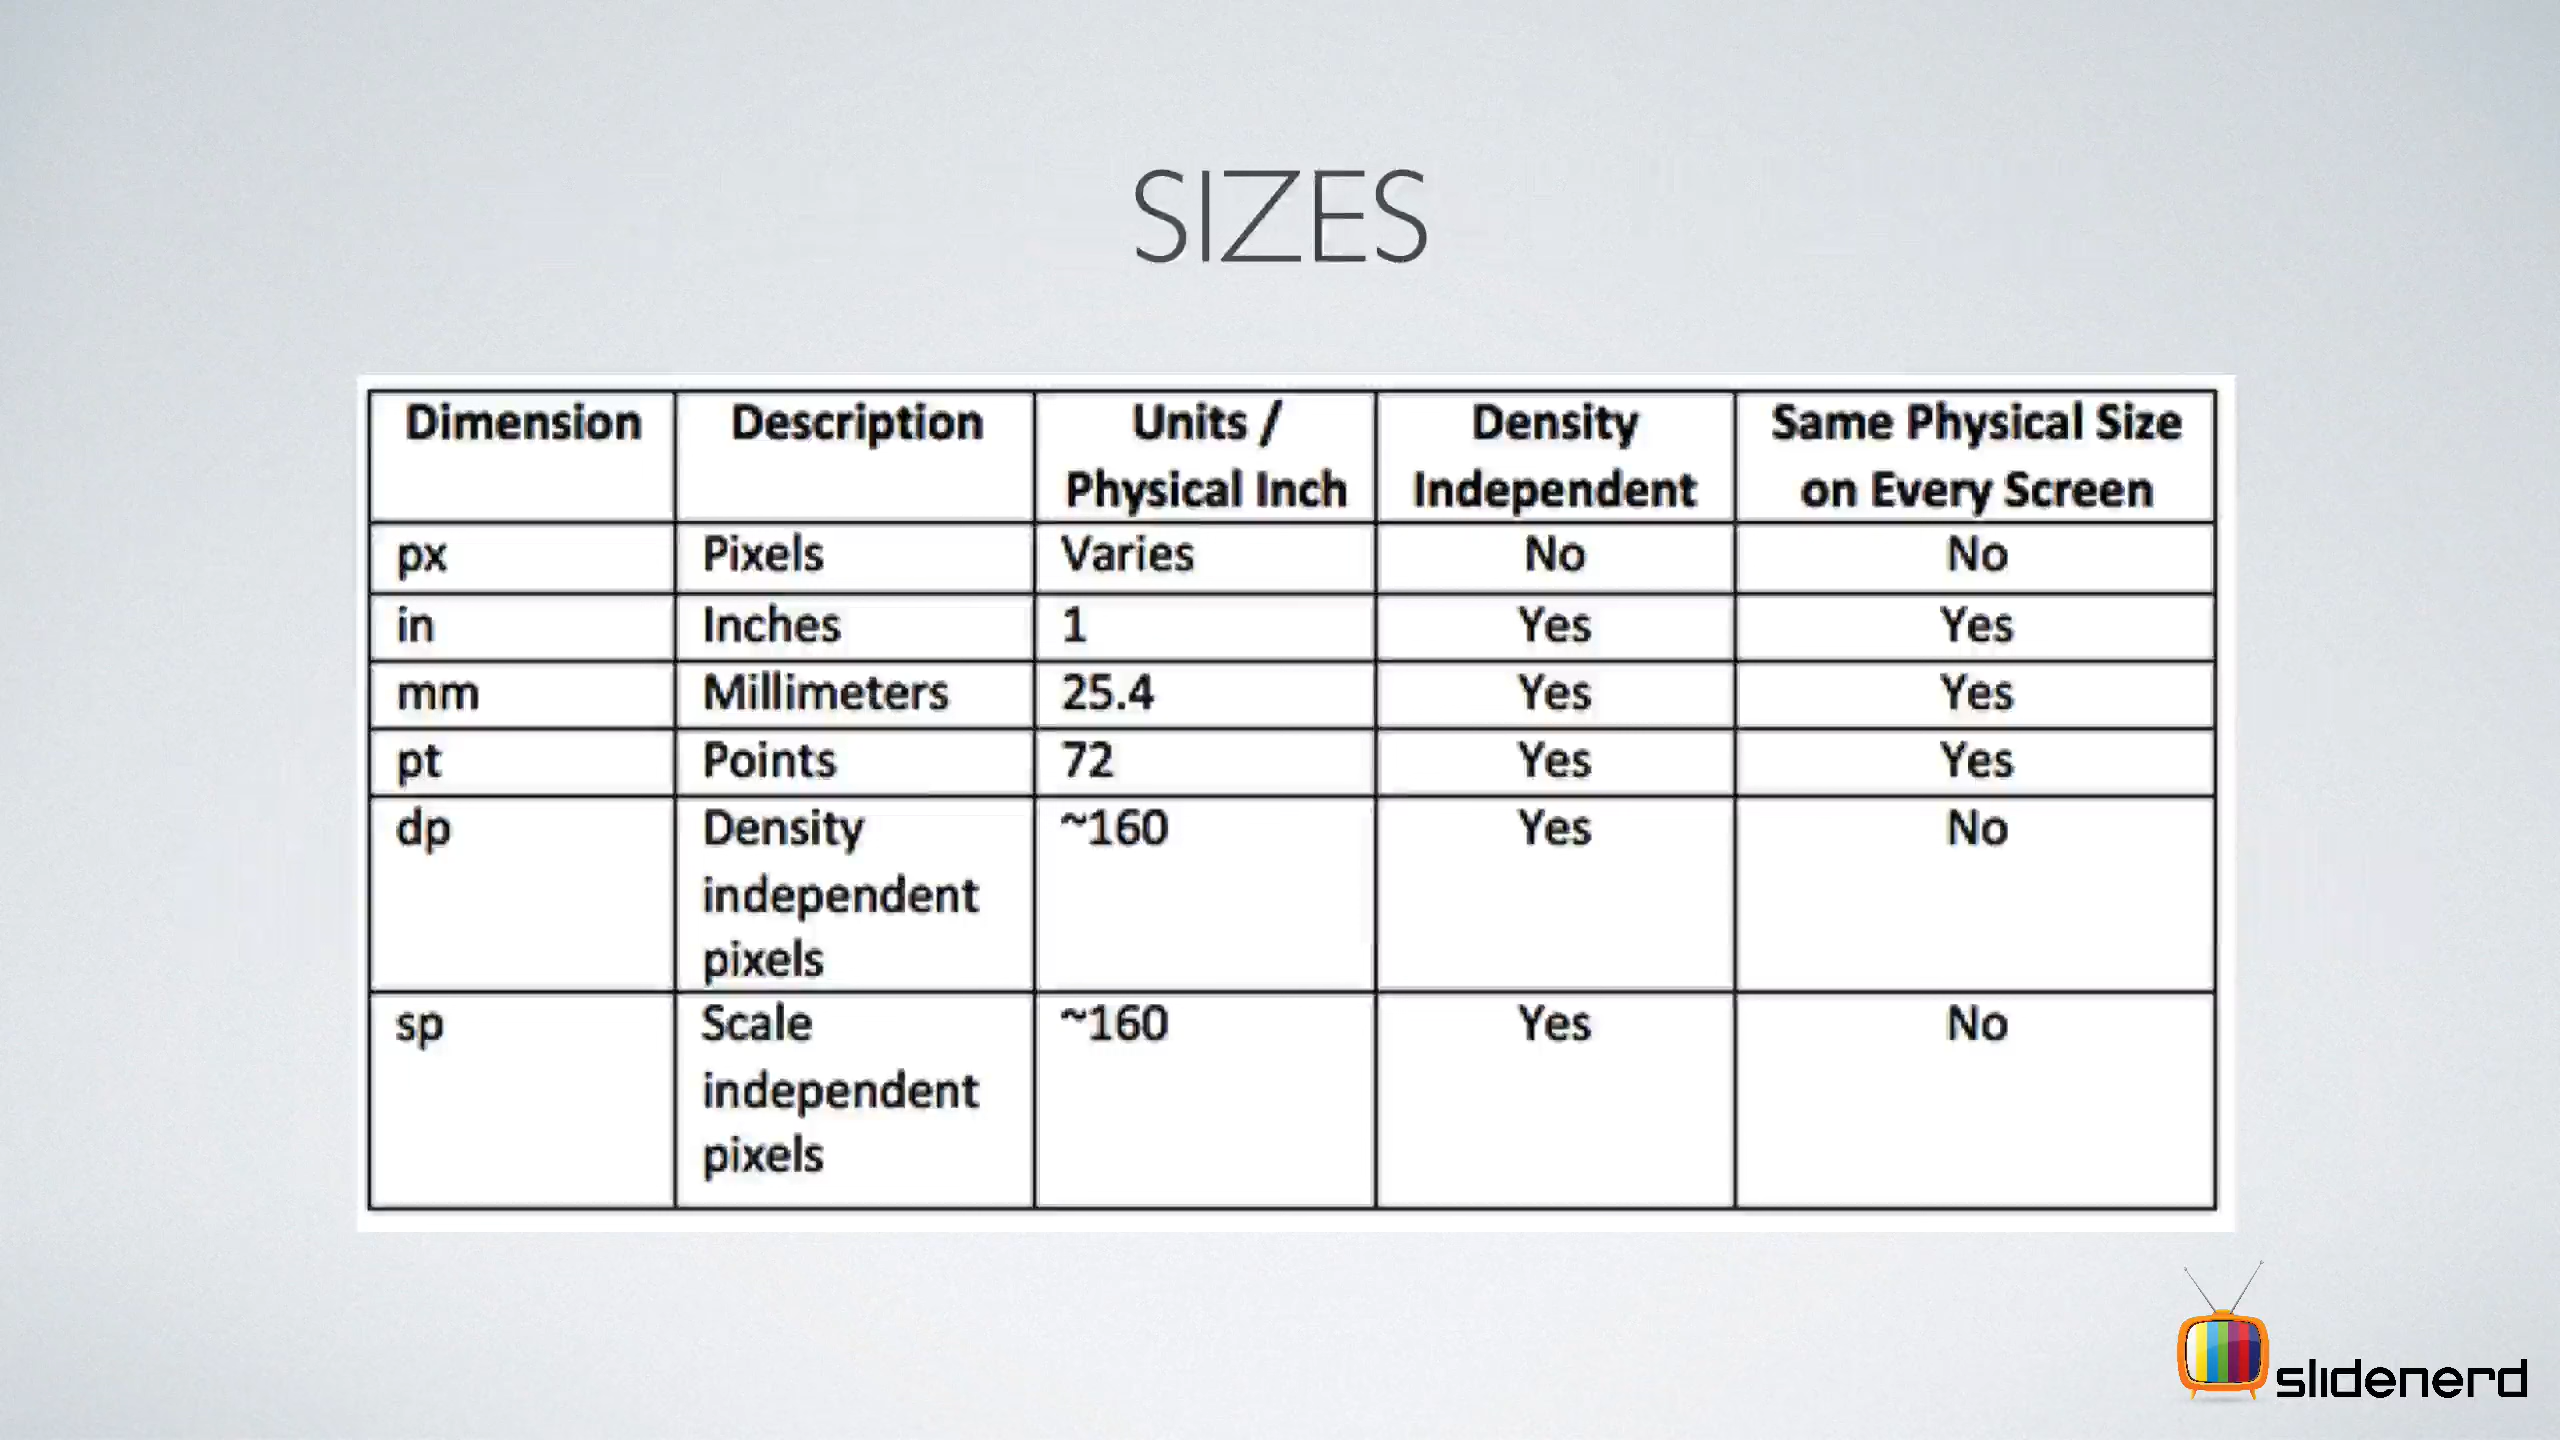 SIZES
Dimension Description Units / Density Same Physical Size
Physical Inch Independent on Every Screen
px Pixels Varies No No
in Inches 1 Yes Yes
mm Millimeters 25.4 Yes Yes
pt Points 72 Yes Yes
dp Density ~160 Yes No
independent
pixels
sp Scale ~160 Yes No
independent
pixels
slidenerd